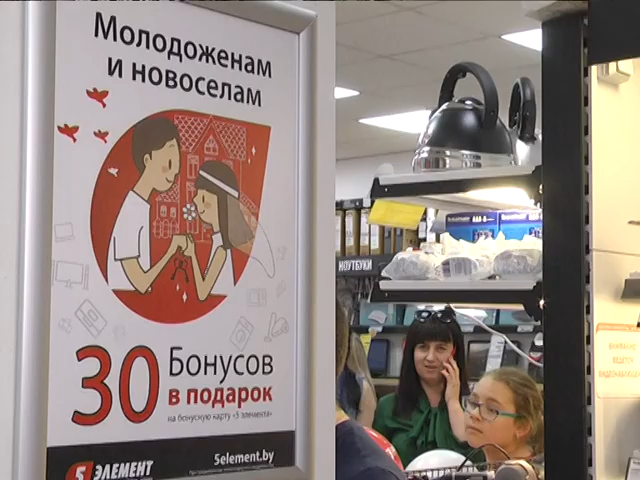 Молодоженам
и новоселам
30 Бонусов
в подарок
на бонусную карту «5 элемента»
5 ЭЛЕМЕНТ
5element.by
НОУТБУКИ